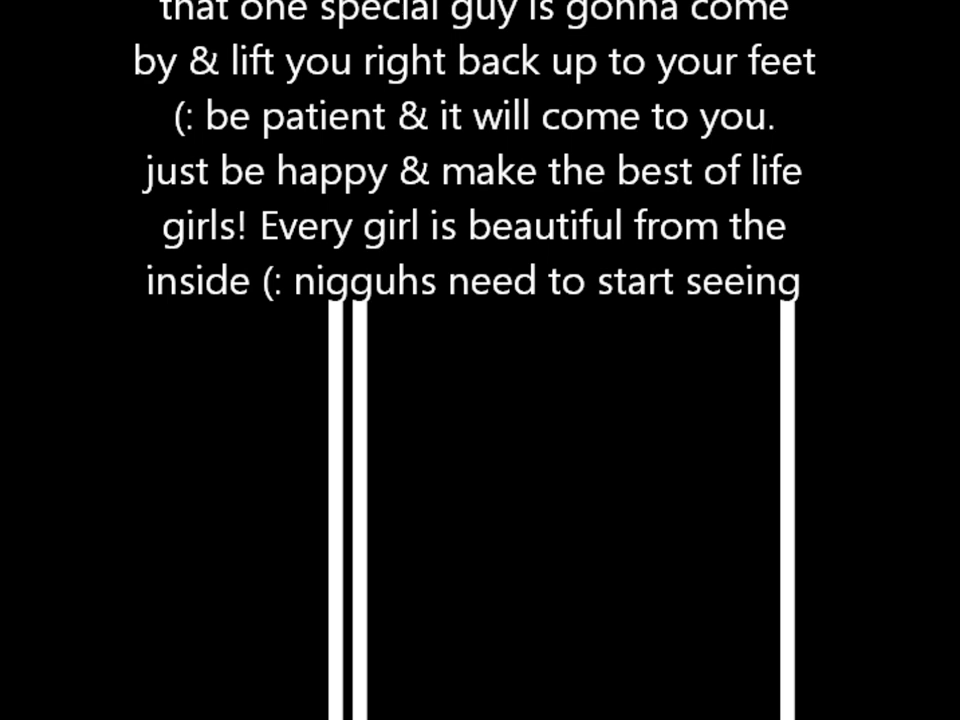 that one special guy is gonna come
by & lift you right back up to your feet
(: be patient & it will come to you.
just be happy & make the best of life
girls! Every girl is beautiful from the
inside (: nigguhs need to start seeing